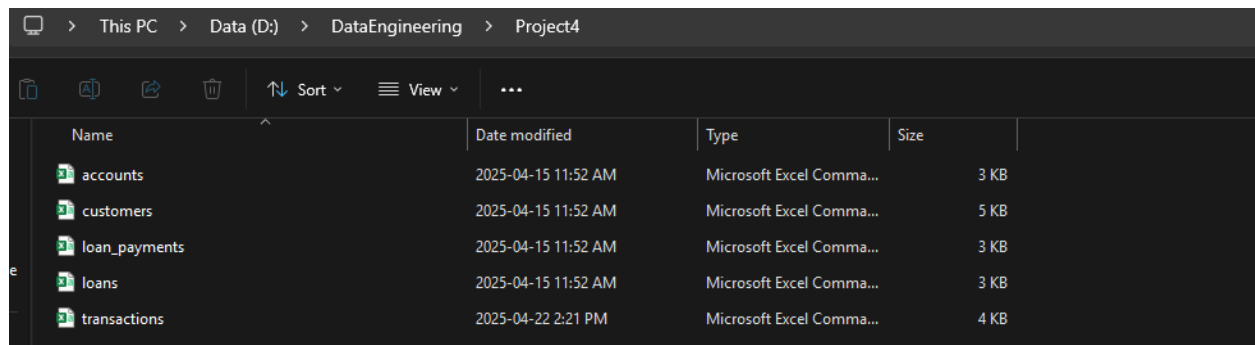 This PC > Data (D:) > DataEngineering > Project4
Sort View ...
Name Date modified Type Size
accounts 2025-04-15 11:52 AM Microsoft Excel Comma... 3 KB
customers 2025-04-15 11:52 AM Microsoft Excel Comma... 5 KB
loan_payments 2025-04-15 11:52 AM Microsoft Excel Comma... 3 KB
e
loans 2025-04-15 11:52 AM Microsoft Excel Comma... 3 KB
transactions 2025-04-22 2:21 PM Microsoft Excel Comma... 4 KB